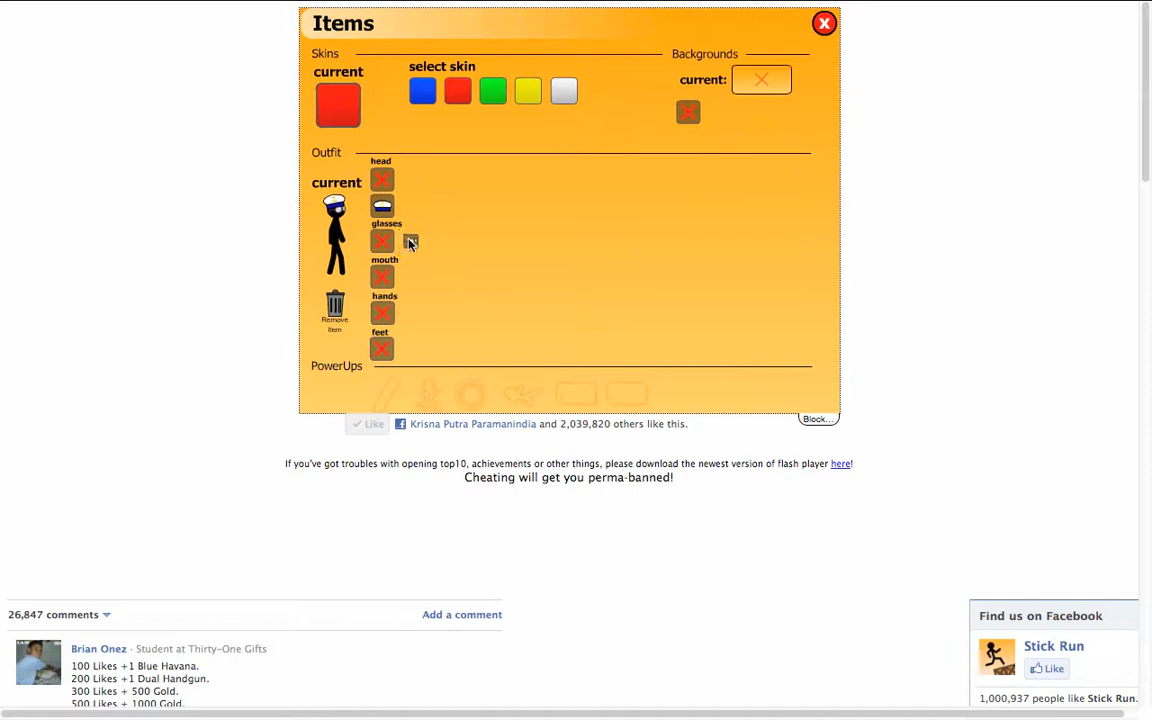 Items
Skins
current
select skin
Backgrounds
current:
Outfit
current
Remove
Item
head
glasses
mouth
hands
feet
PowerUps
Like
Krisna Putra Paramanindia and 2,039,820 others like this.
Block...
If you've got troubles with opening top10, achievements or other things, please download the newest version of flash player here!
Cheating will get you perma-banned!
26,847 comments
Add a comment
Brian Onez · Student at Thirty-One Gifts
100 Likes +1 Blue Havana.
200 Likes +1 Dual Handgun.
300 Likes + 500 Gold.
500 Likes + 1000 Gold.
Find us on Facebook
Stick Run
Like
1,000,937 people like Stick Run.